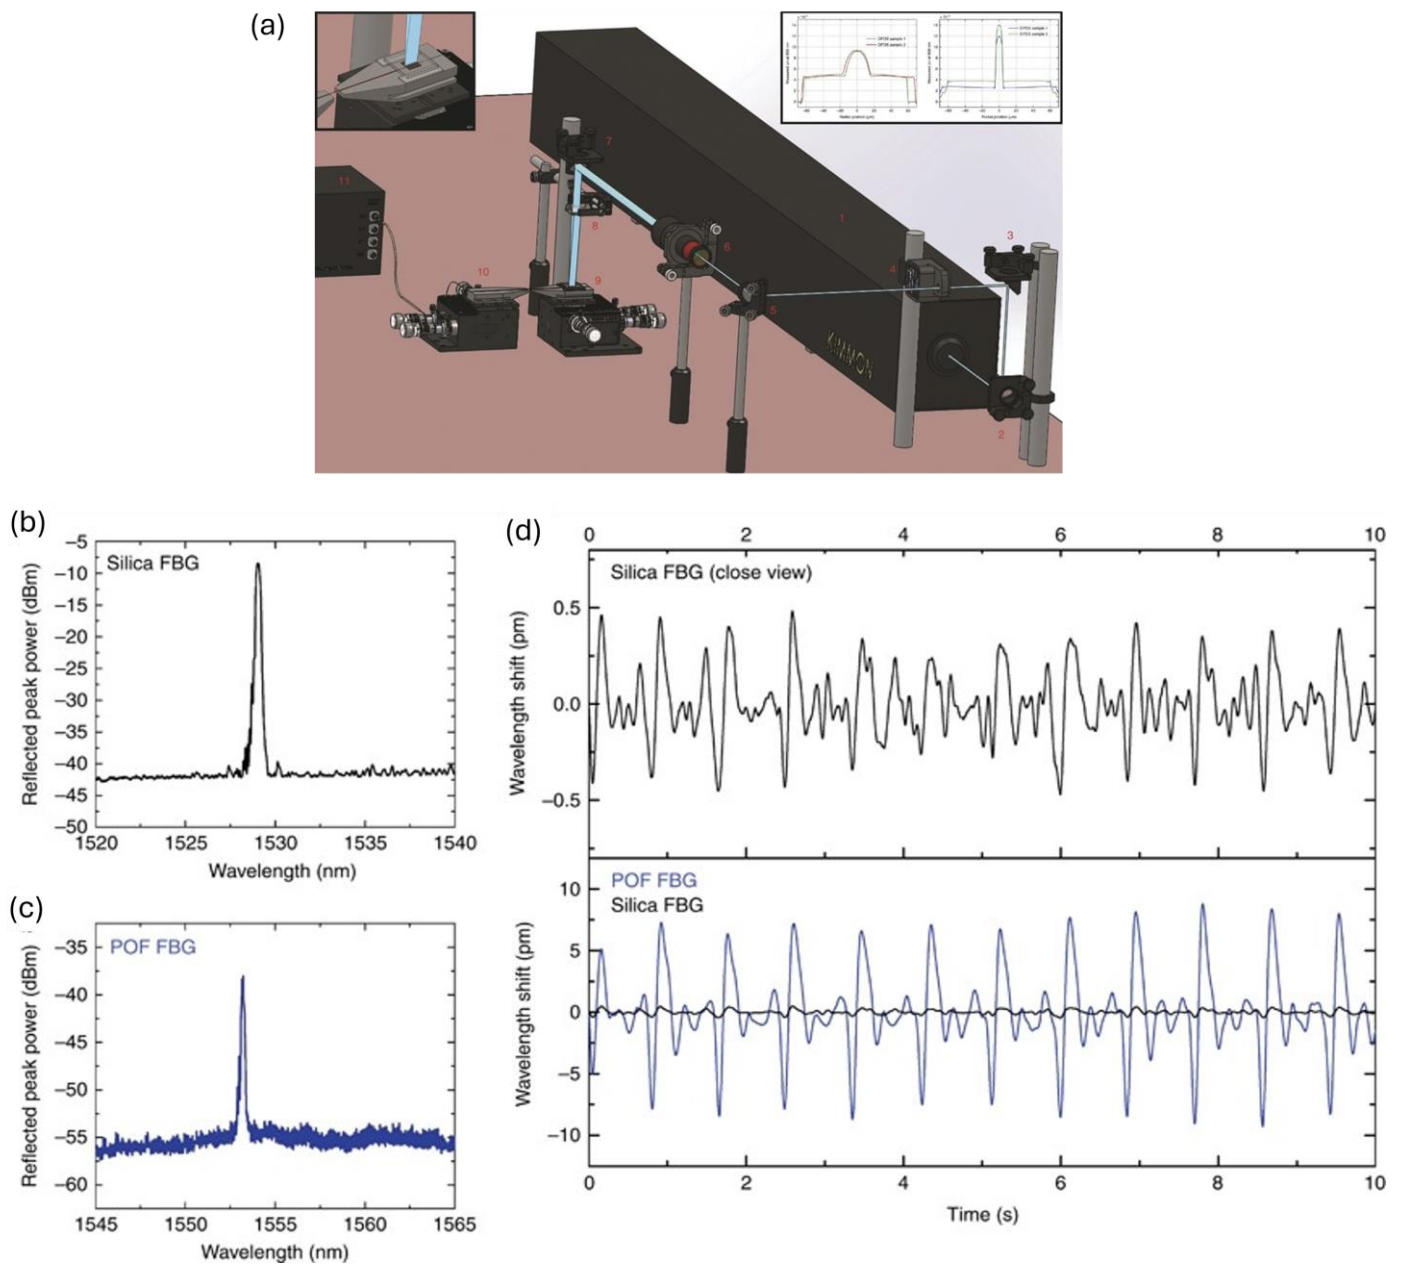 (a)
11
7
8
10
9
6
5
1
4
3
2
KIMMON
(b)
Silica FBG
Reflected peak power (dBm)
−5
−10
−15
−20
−25
−30
−35
−40
−45
−50
1520 1525 1530 1535 1540
Wavelength (nm)
(c)
POF FBG
Reflected peak power (dBm)
−35
−40
−45
−50
−55
−60
1545 1550 1555 1560 1565
Wavelength (nm)
(d)
0 2 4 6 8 10
Silica FBG (close view)
Wavelength shift (pm)
0.5
0.0
−0.5
POF FBG
Silica FBG
Wavelength shift (pm)
10
5
0
−5
−10
0 2 4 6 8 10
Time (s)